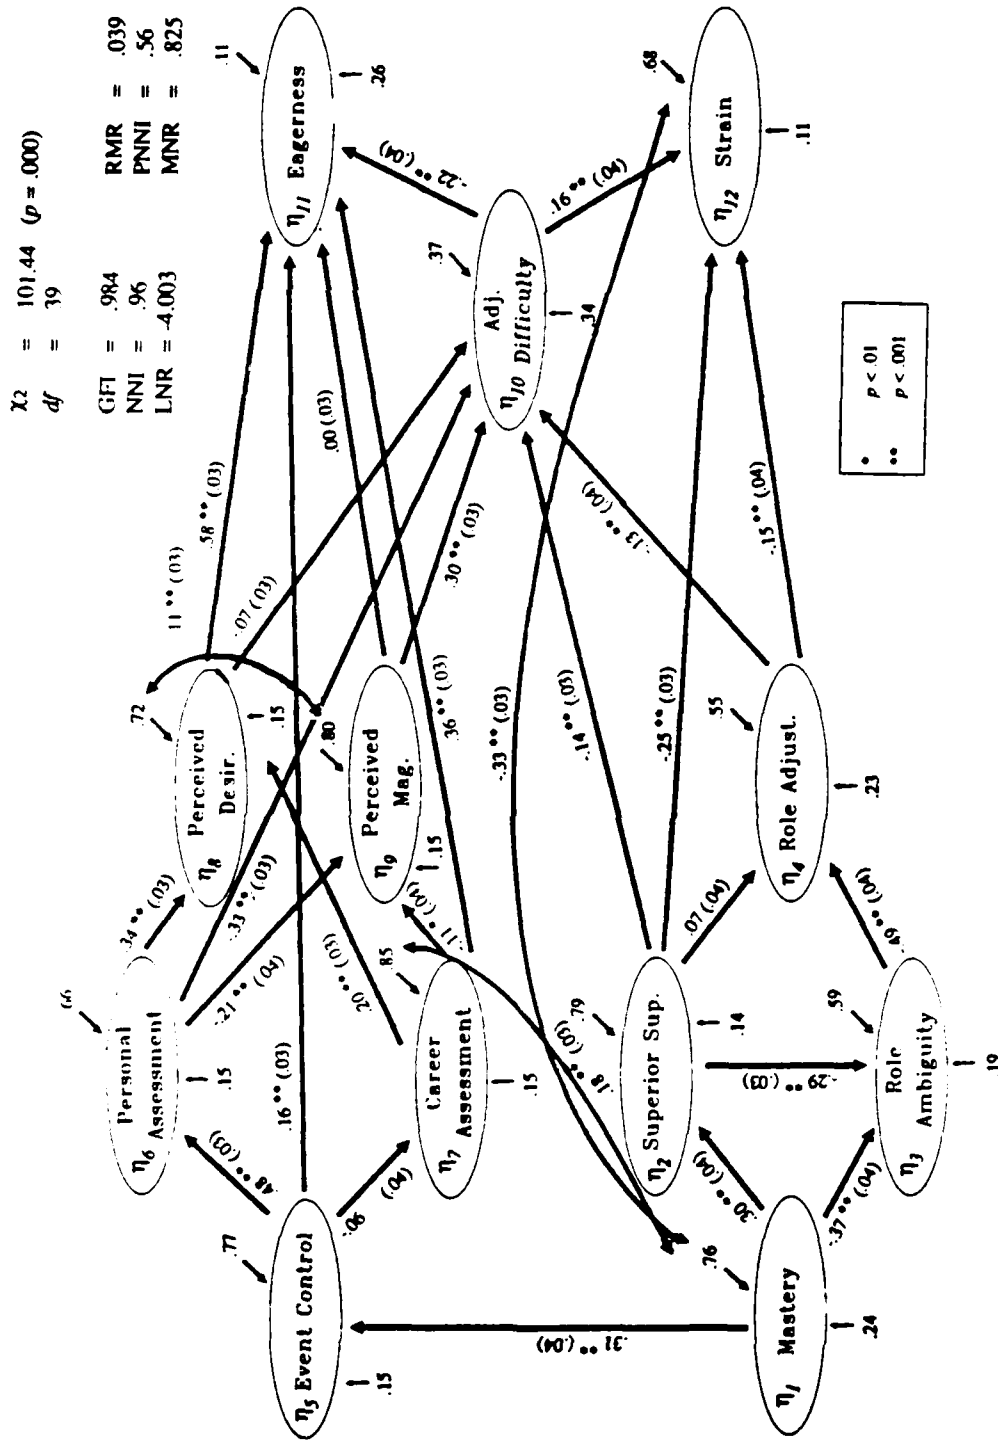 χ2 = 101.44 (p = .000)
df = 39
GFI = .984 RMR = .039
NNI = .96 PNNI = .56
LNR = -4.003 MNR = .825
.77
η5 Event Control
.15
.66
Personal
η6 Assessment
.15
.72
Perceived
Desir.
η8
.15
.11
η11 Eagerness
.26
.48 ** (.03)
.34 ** (.03)
.11 ** (.03)
.58 ** (.03)
-.07 (.03)
.16 ** (.03)
-.33 ** (.03)
-.21 ** (.04)
.80
Perceived
Mag.
η9
.15
.00 (.03)
.30 ** (.03)
-.22 ** (.04)
-.06 (.04)
.85
Career
η7 Assessment
.15
.20 ** (.03)
-.11 * (.04)
.36 ** (.03)
.37
Adj.
η10 Difficulty
.34
.16 ** (.04)
.31 ** (.04)
.18 ** (.03)
-.33 ** (.03)
-.14 ** (.03)
-.13 ** (.04)
.68
η12 Strain
.11
.79
η2 Superior Sup.
.14
-.25 ** (.03)
.07 (.04)
.55
η4 Role Adjust.
.23
-.15 ** (.04)
.76
η1 Mastery
.24
.30 ** (.04)
-.37 ** (.04)
-.29 ** (.03)
.59
Role
Ambiguity
η3
.19
-.49 ** (.04)
* p < .01
** p < .001